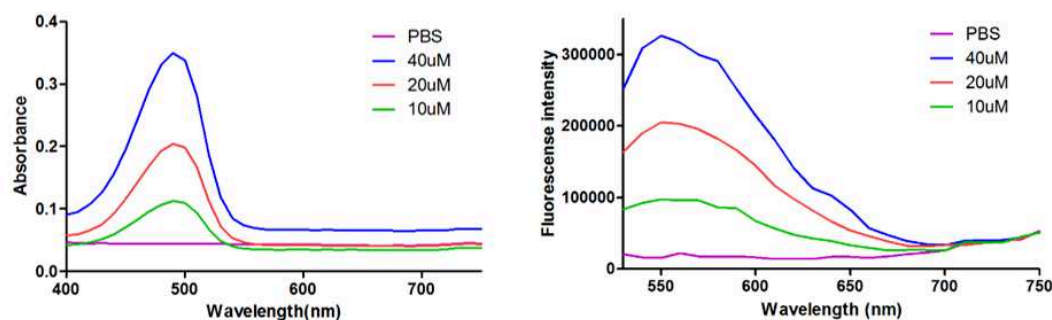 0.4
0.3
0.2
0.1
0.0
Absorbance
400
500
600
700
Wavelength(nm)
PBS
40uM
20uM
10uM
300000
200000
100000
0
Fluorescense intensity
550
600
650
700
750
Wavelength (nm)
PBS
40uM
20uM
10uM